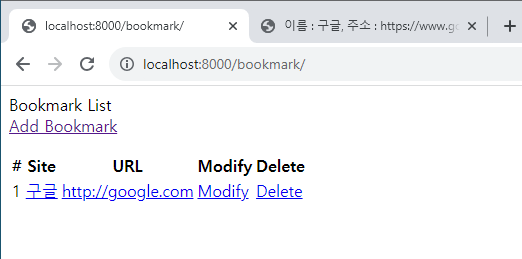 localhost:8000/bookmark/
이름 : 구글, 주소 : https://www.go
localhost:8000/bookmark/
Bookmark List
Add Bookmark
# Site URL Modify Delete
1 구글 http://google.com Modify Delete